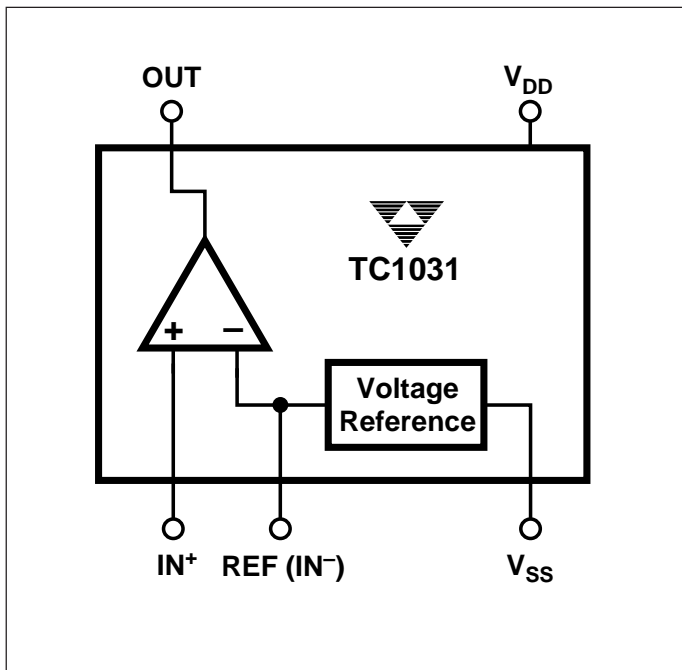 OUT
V_DD
TC1031
+
−
Voltage
Reference
IN⁺
REF (IN⁻)
V_SS